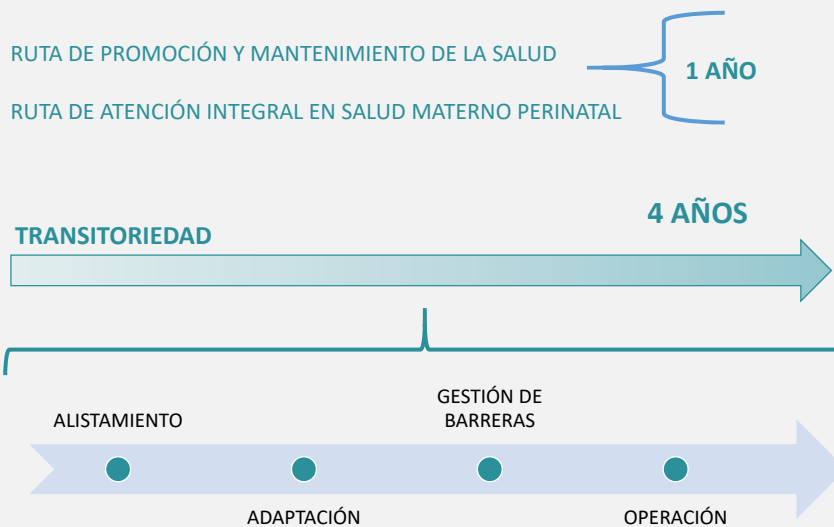 RUTA DE PROMOCIÓN Y MANTENIMIENTO DE LA SALUD
1 AÑO
RUTA DE ATENCIÓN INTEGRAL EN SALUD MATERNO PERINATAL
4 AÑOS
TRANSITORIEDAD
ALISTAMIENTO
GESTIÓN DE
BARRERAS
ADAPTACIÓN
OPERACIÓN